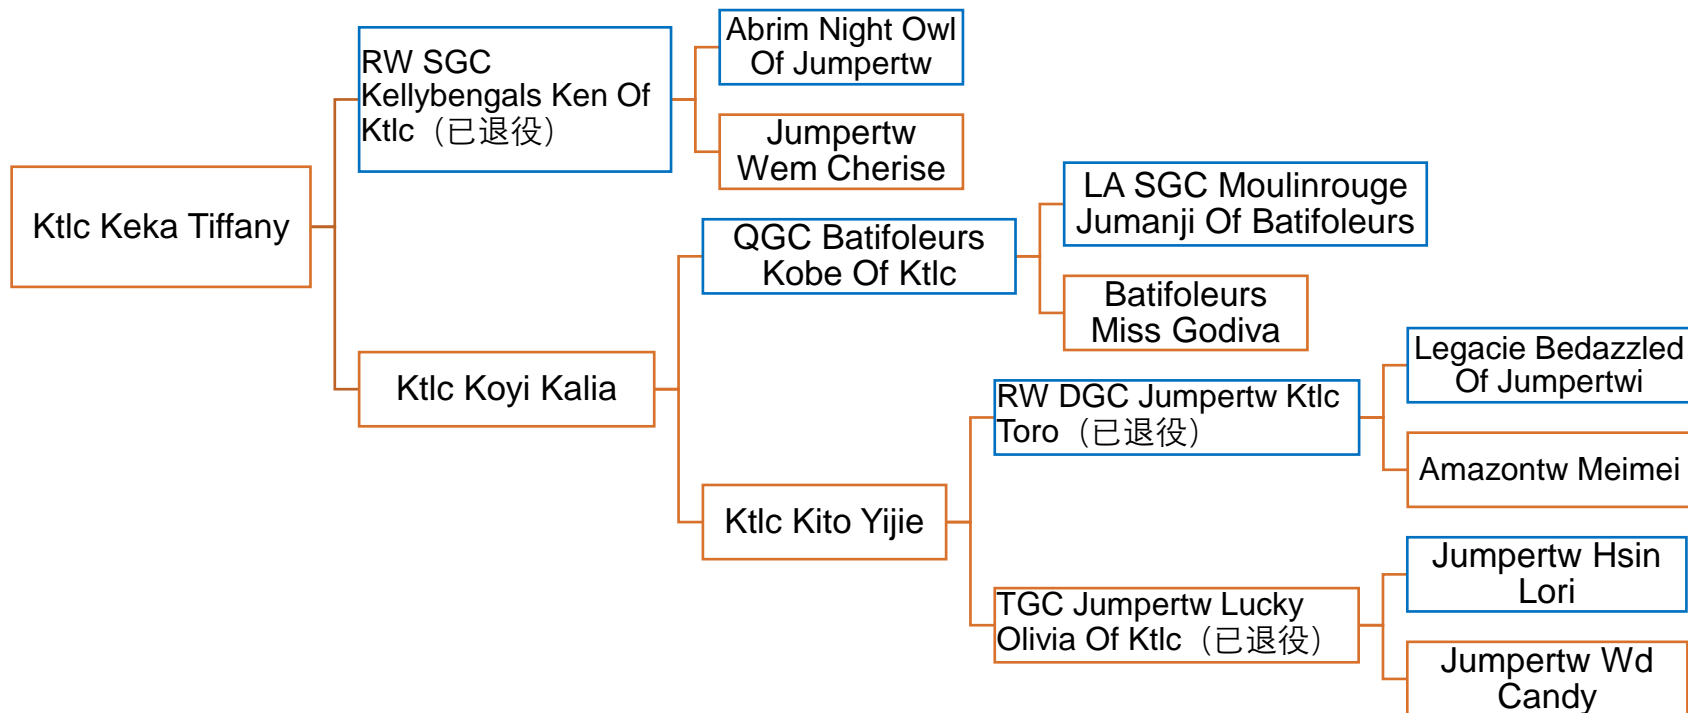 Ktlc Keka Tiffany
RW SGC
Kellybengals Ken Of
Ktlc（已退役）
Abrim Night Owl
Of Jumpertw
Jumpertw
Wem Cherise
Ktlc Koyi Kalia
QGC Batifoleurs
Kobe Of Ktlc
LA SGC Moulinrouge
Jumanji Of Batifoleurs
Batifoleurs
Miss Godiva
Ktlc Kito Yijie
RW DGC Jumpertw Ktlc
Toro（已退役）
Legacie Bedazzled
Of Jumpertwi
Amazontw Meimei
TGC Jumpertw Lucky
Olivia Of Ktlc（已退役）
Jumpertw Hsin
Lori
Jumpertw Wd
Candy